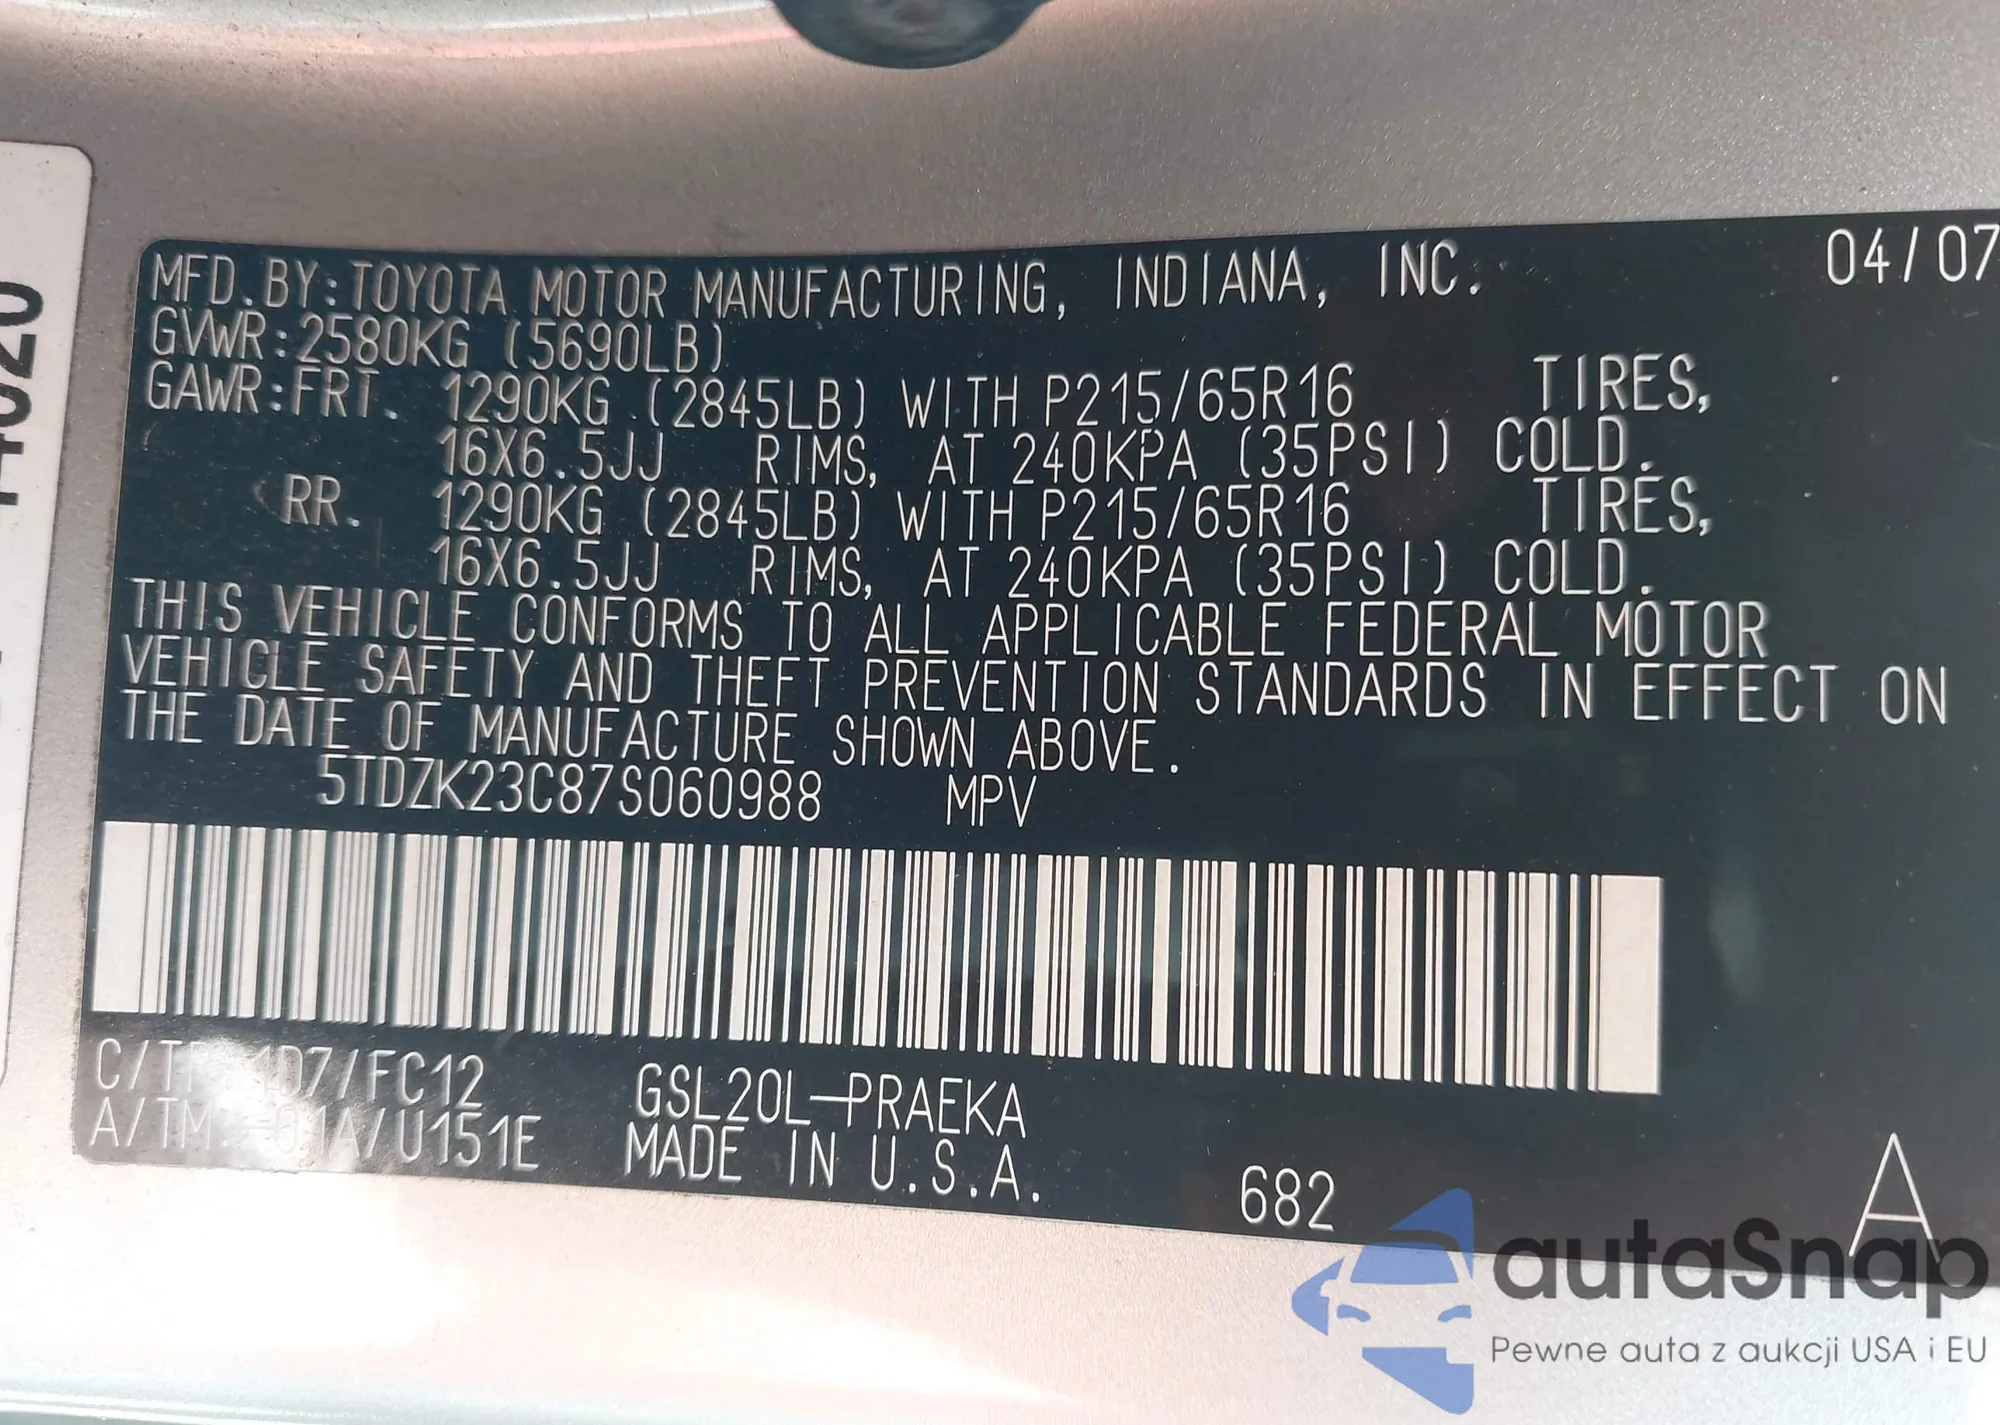 MFD.BY:TOYOTA MOTOR MANUFACTURING, INDIANA, INC. 04/07
GVWR:2580KG (5690LB)
GAWR:FRT. 1290KG (2845LB) WITH P215/65R16 TIRES,
16X6.5JJ RIMS, AT 240KPA (35PSI) COLD.
RR. 1290KG (2845LB) WITH P215/65R16 TIRES,
16X6.5JJ RIMS, AT 240KPA (35PSI) COLD.
THIS VEHICLE CONFORMS TO ALL APPLICABLE FEDERAL MOTOR
VEHICLE SAFETY AND THEFT PREVENTION STANDARDS IN EFFECT ON
THE DATE OF MANUFACTURE SHOWN ABOVE.
5TDZK23C87S060988 MPV
/FC12 GSL20L-PRAEKA
A/TM:-01A/U151E MADE IN U.S.A.
682 A
autaSnap
Pewne auta z aukcji USA i EU